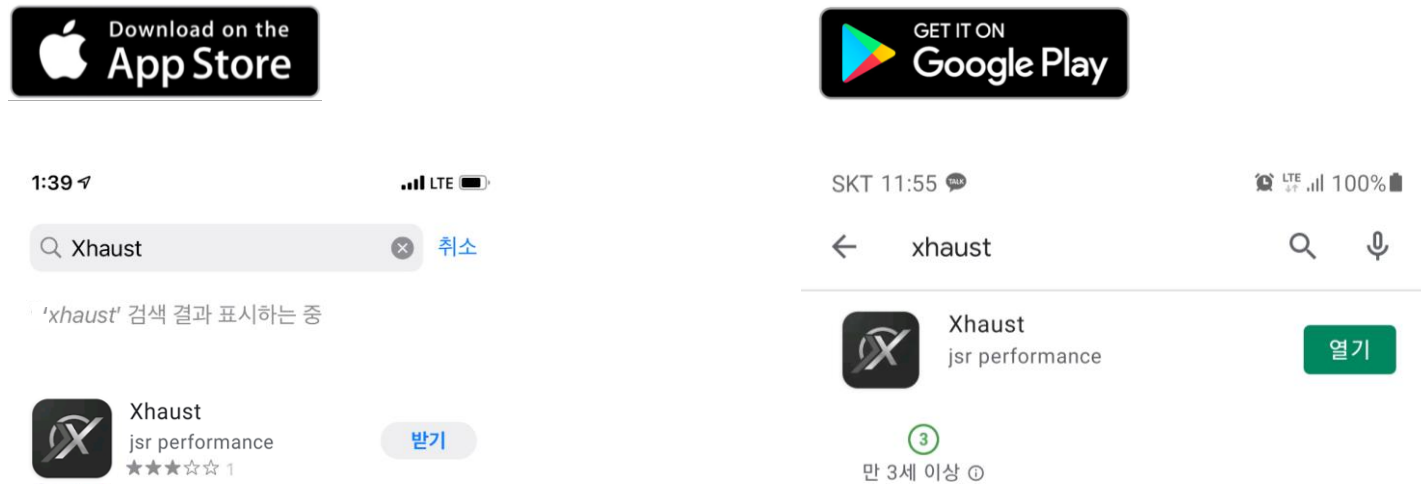 Download on the
App Store
GET IT ON
Google Play
1:39
LTE
Xhaust
취소
'xhaust' 검색 결과 표시하는 중
Xhaust
jsr performance
1
받기
SKT 11:55 TALK
LTE 100%
xhaust
Xhaust
jsr performance
열기
3
만 3세 이상